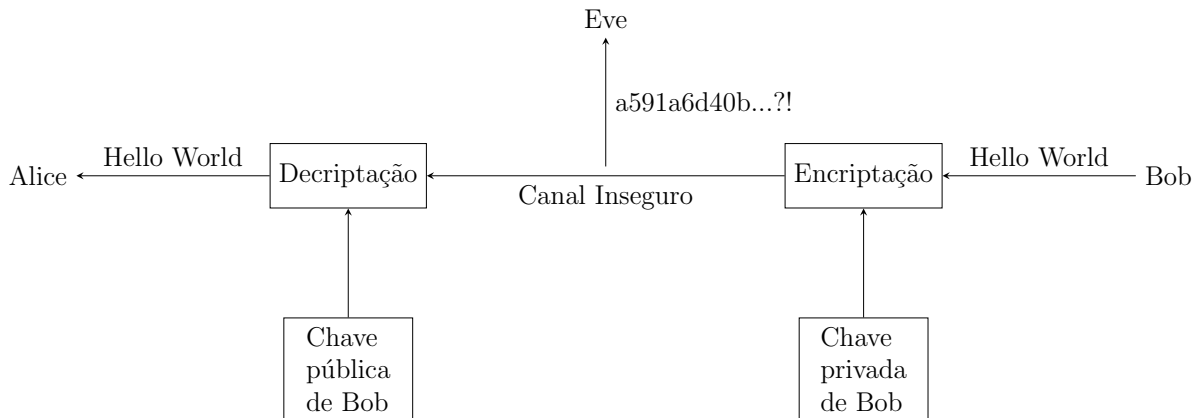 Eve
a591a6d40b...?!
Hello World
Hello World
Alice
Decriptação
Encriptação
Bob
Canal Inseguro
Chave
pública
de Bob
Chave
privada
de Bob